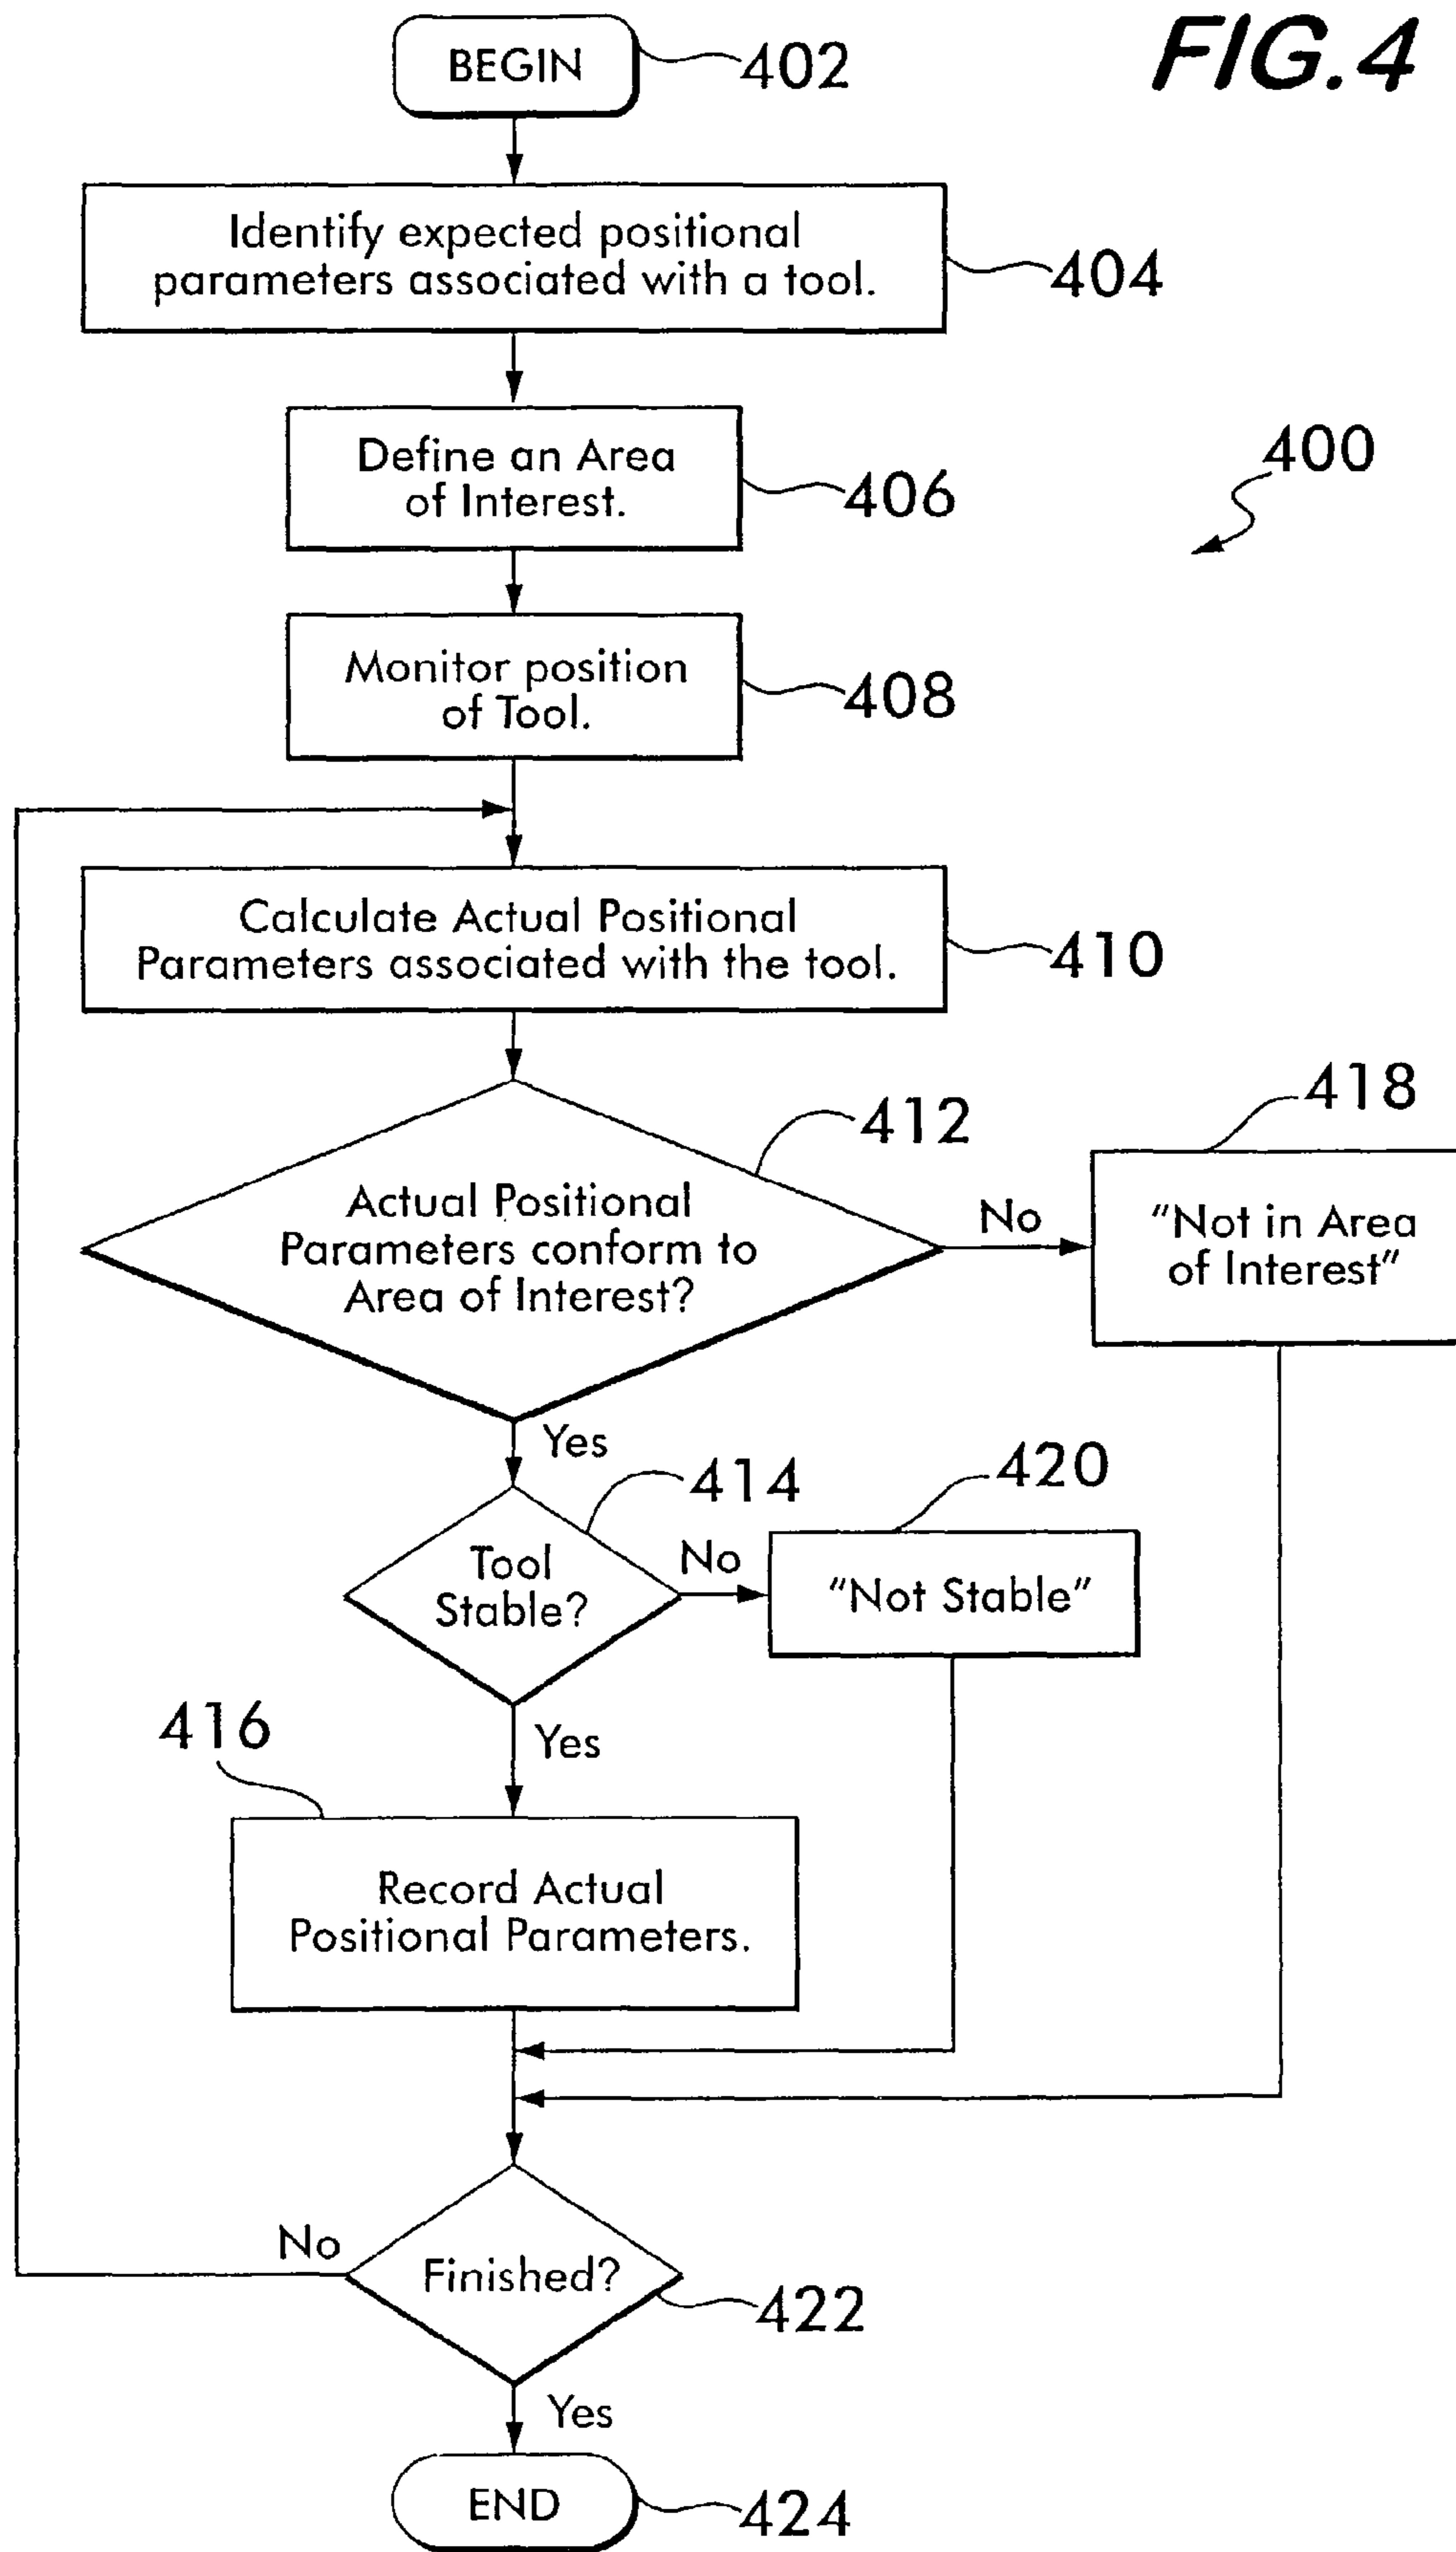 FIG.4
BEGIN
402
Identify expected positional
parameters associated with a tool.
404
Define an Area
of Interest.
406
400
Monitor position
of Tool.
408
Calculate Actual Positional
Parameters associated with the tool.
410
412
418
Actual Positional
Parameters conform to
Area of Interest?
No
"Not in Area
of Interest"
Yes
414
420
Tool
Stable?
No
"Not Stable"
416
Yes
Record Actual
Positional Parameters.
No
Finished?
422
Yes
END
424